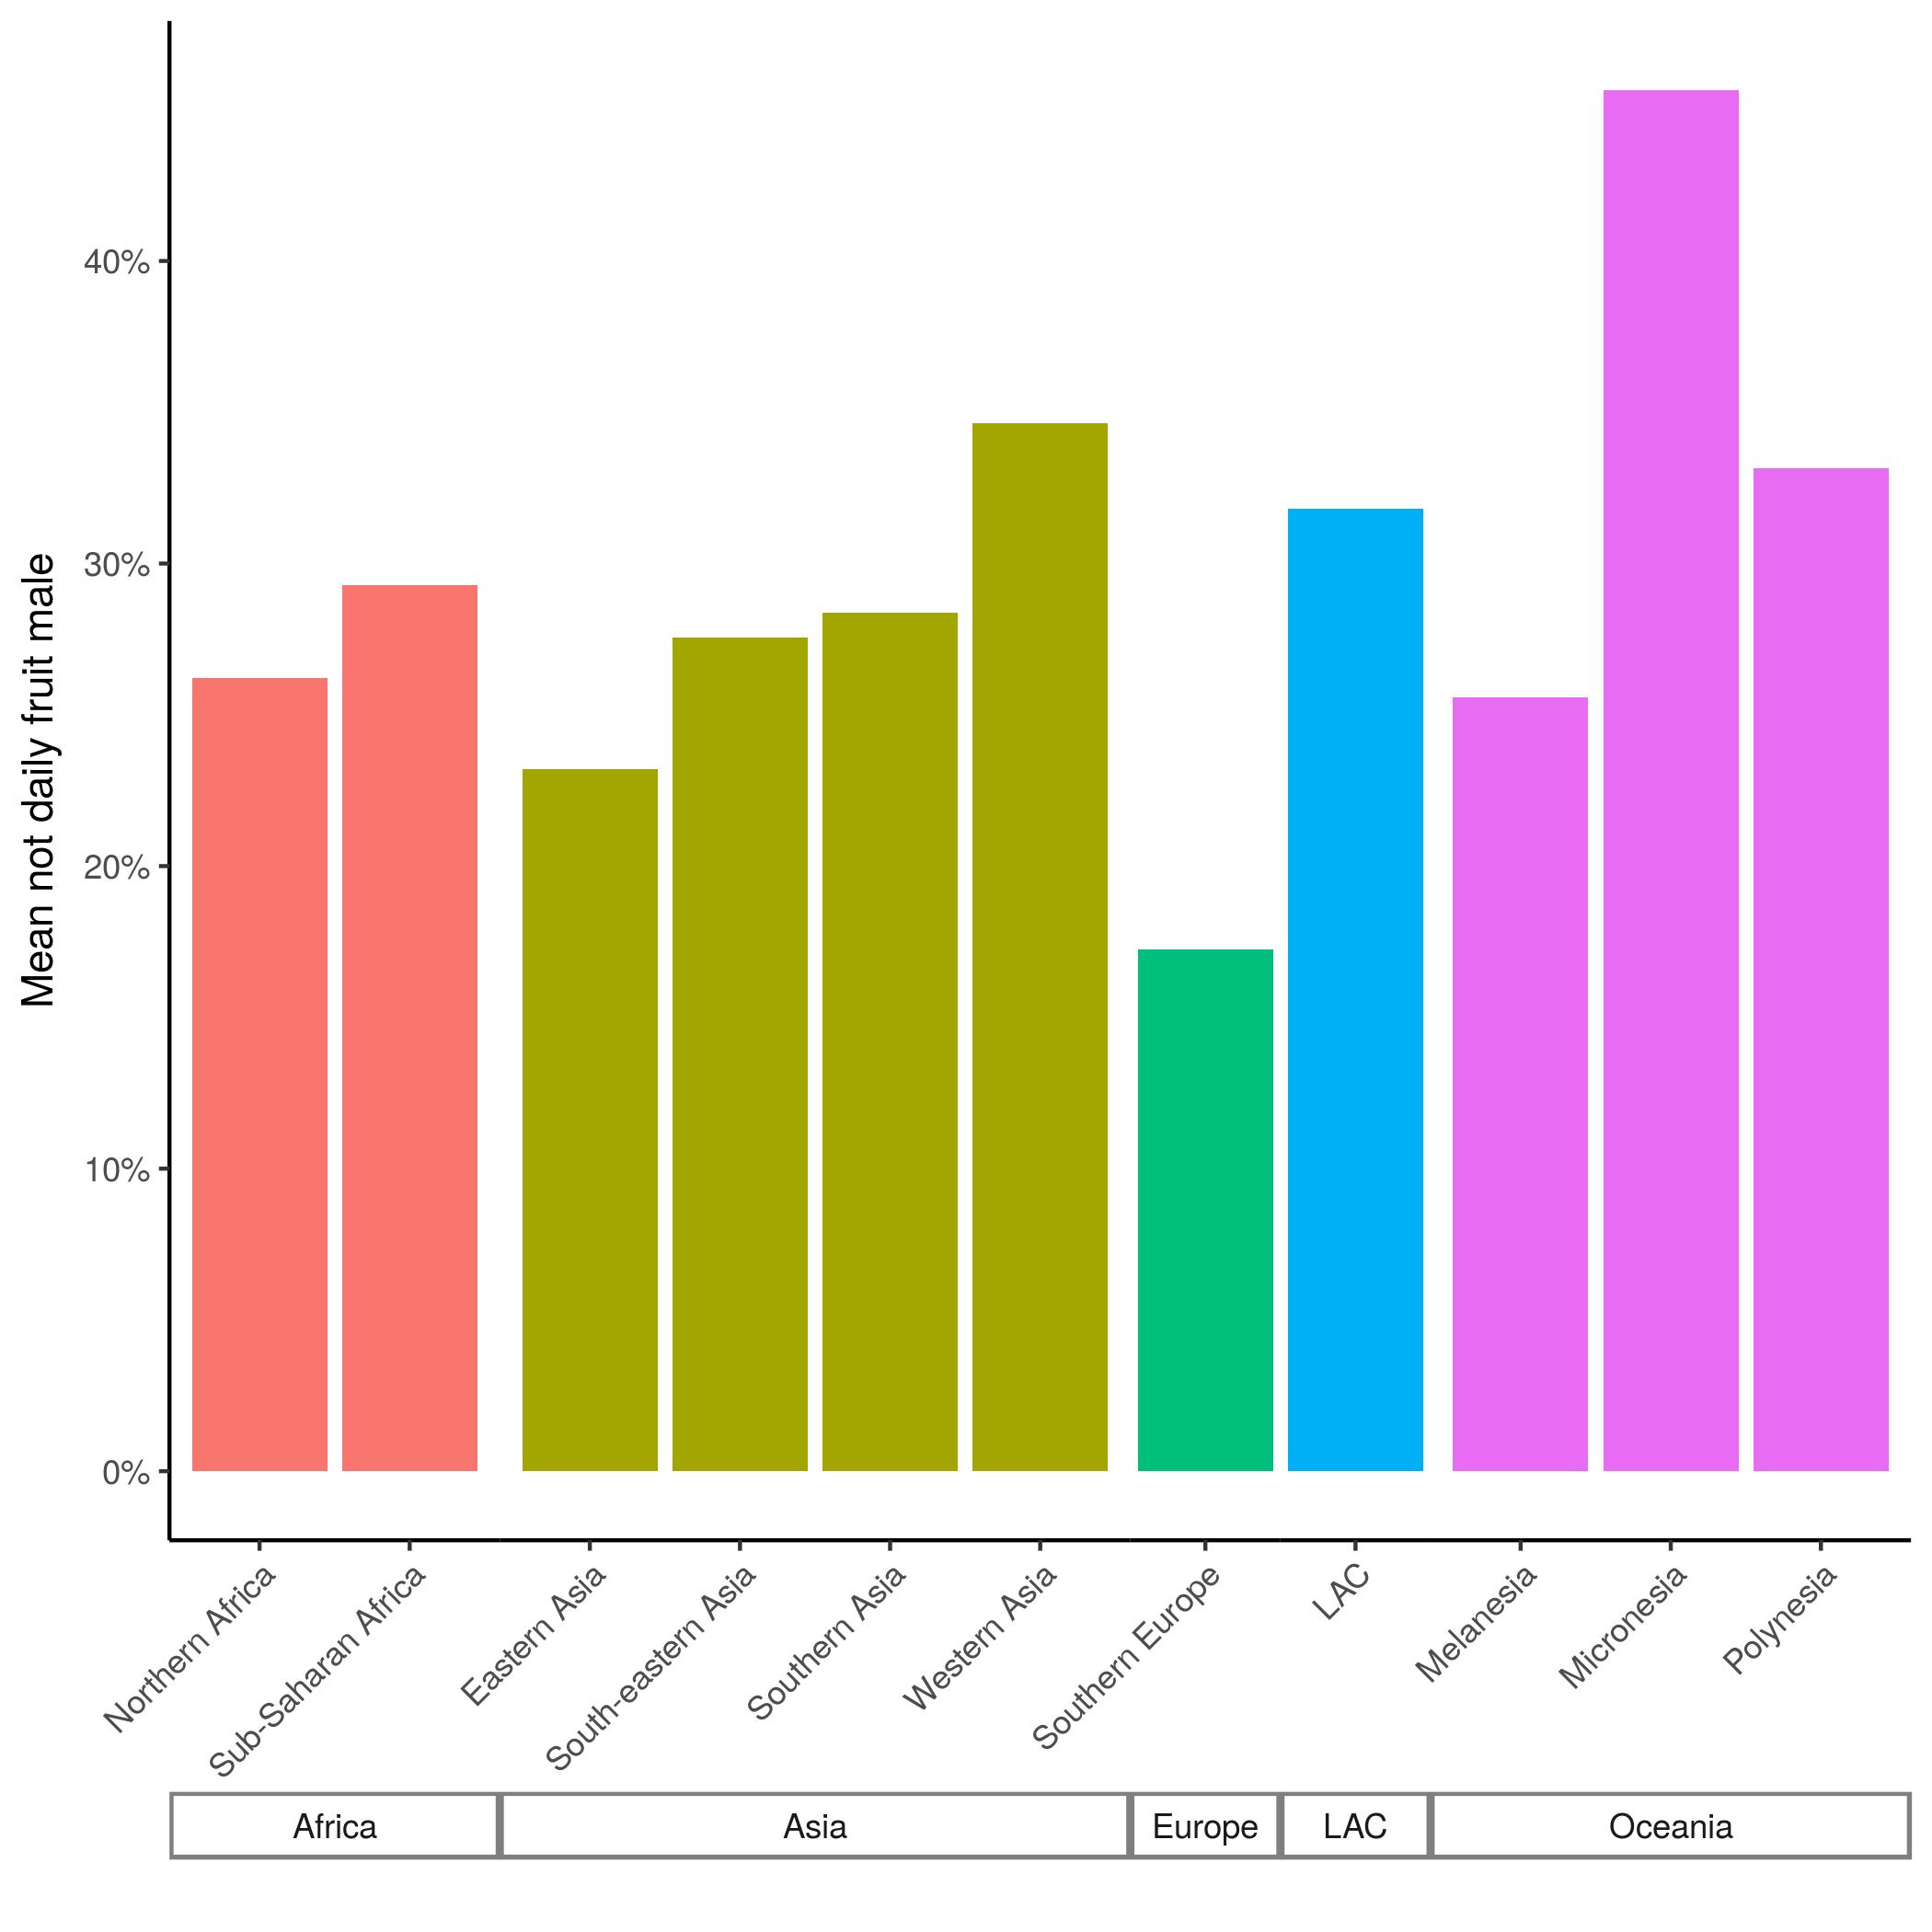 Mean not daily fruit male
40%
30%
20%
10%
0%
Northern Africa
Sub-Saharan Africa
Eastern Asia
South-eastern Asia
Southern Asia
Western Asia
Southern Europe
LAC
Melanesia
Micronesia
Polynesia
Africa
Asia
Europe
LAC
Oceania